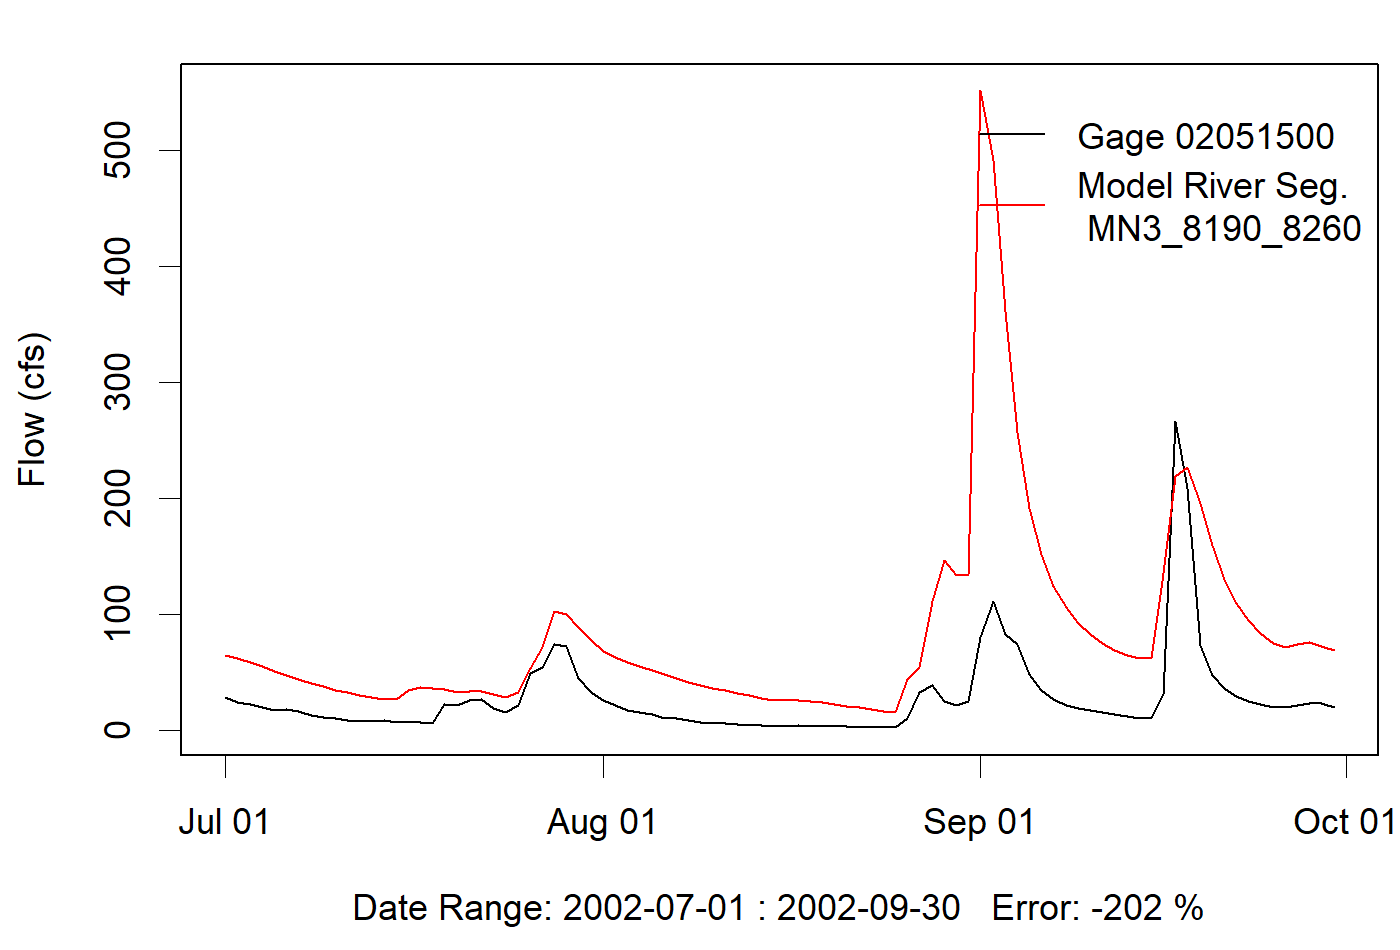 Gage 02051500
Model River Seg.
MN3_8190_8260
Flow (cfs)
500
400
300
200
100
0
Jul 01
Aug 01
Sep 01
Oct 01
Date Range: 2002-07-01 : 2002-09-30   Error: -202 %